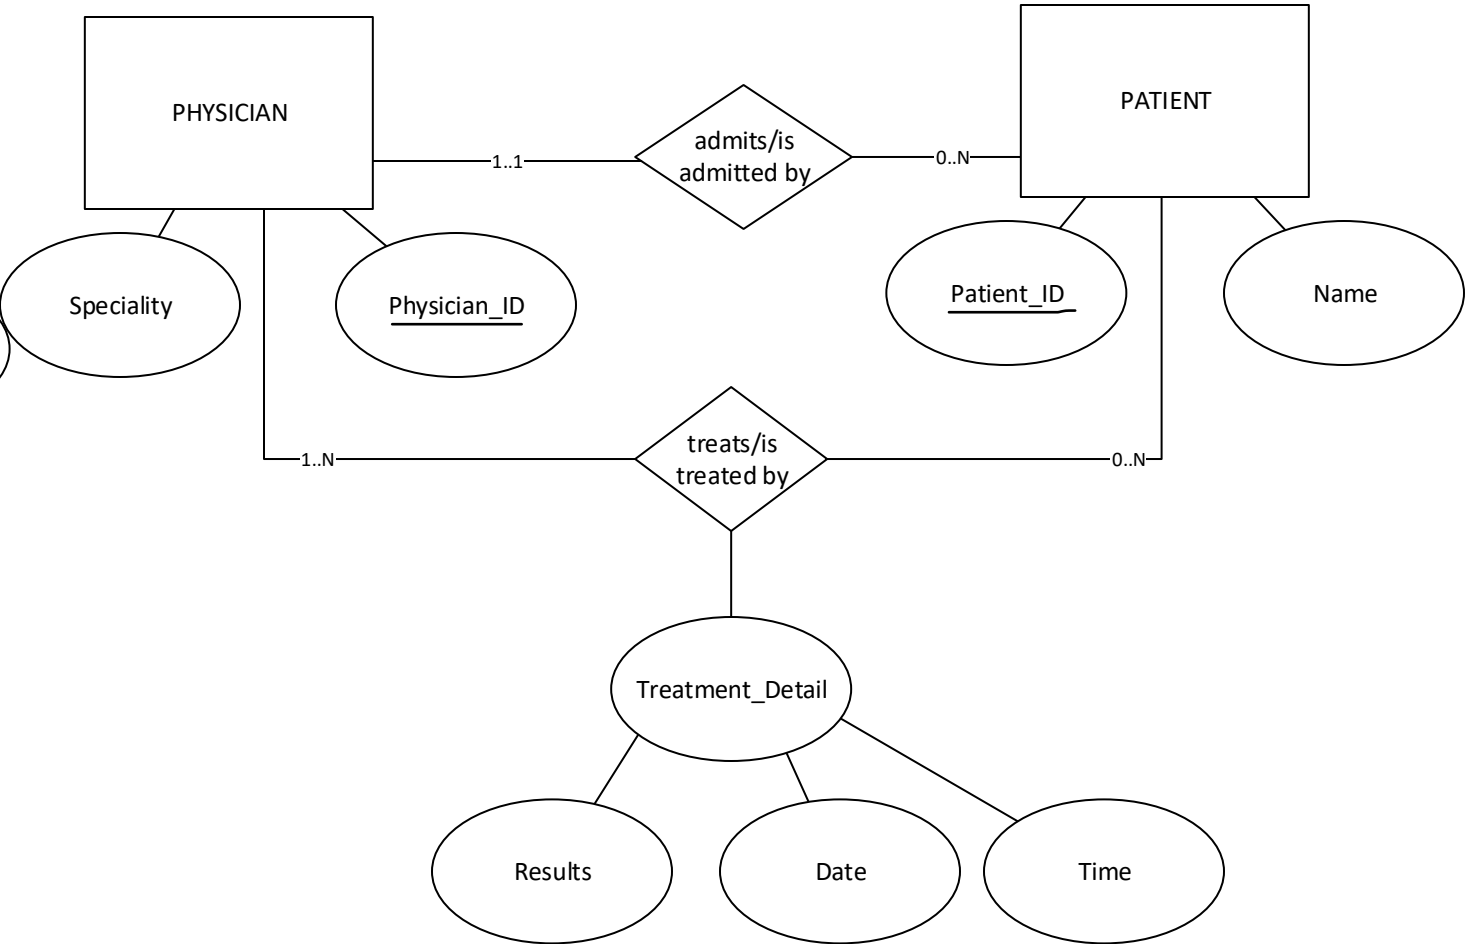 PHYSICIAN
PATIENT
admits/is
admitted by
1..1
0..N
Speciality
Physician_ID
Patient_ID
Name
treats/is
treated by
1..N
0..N
Treatment_Detail
Results
Date
Time